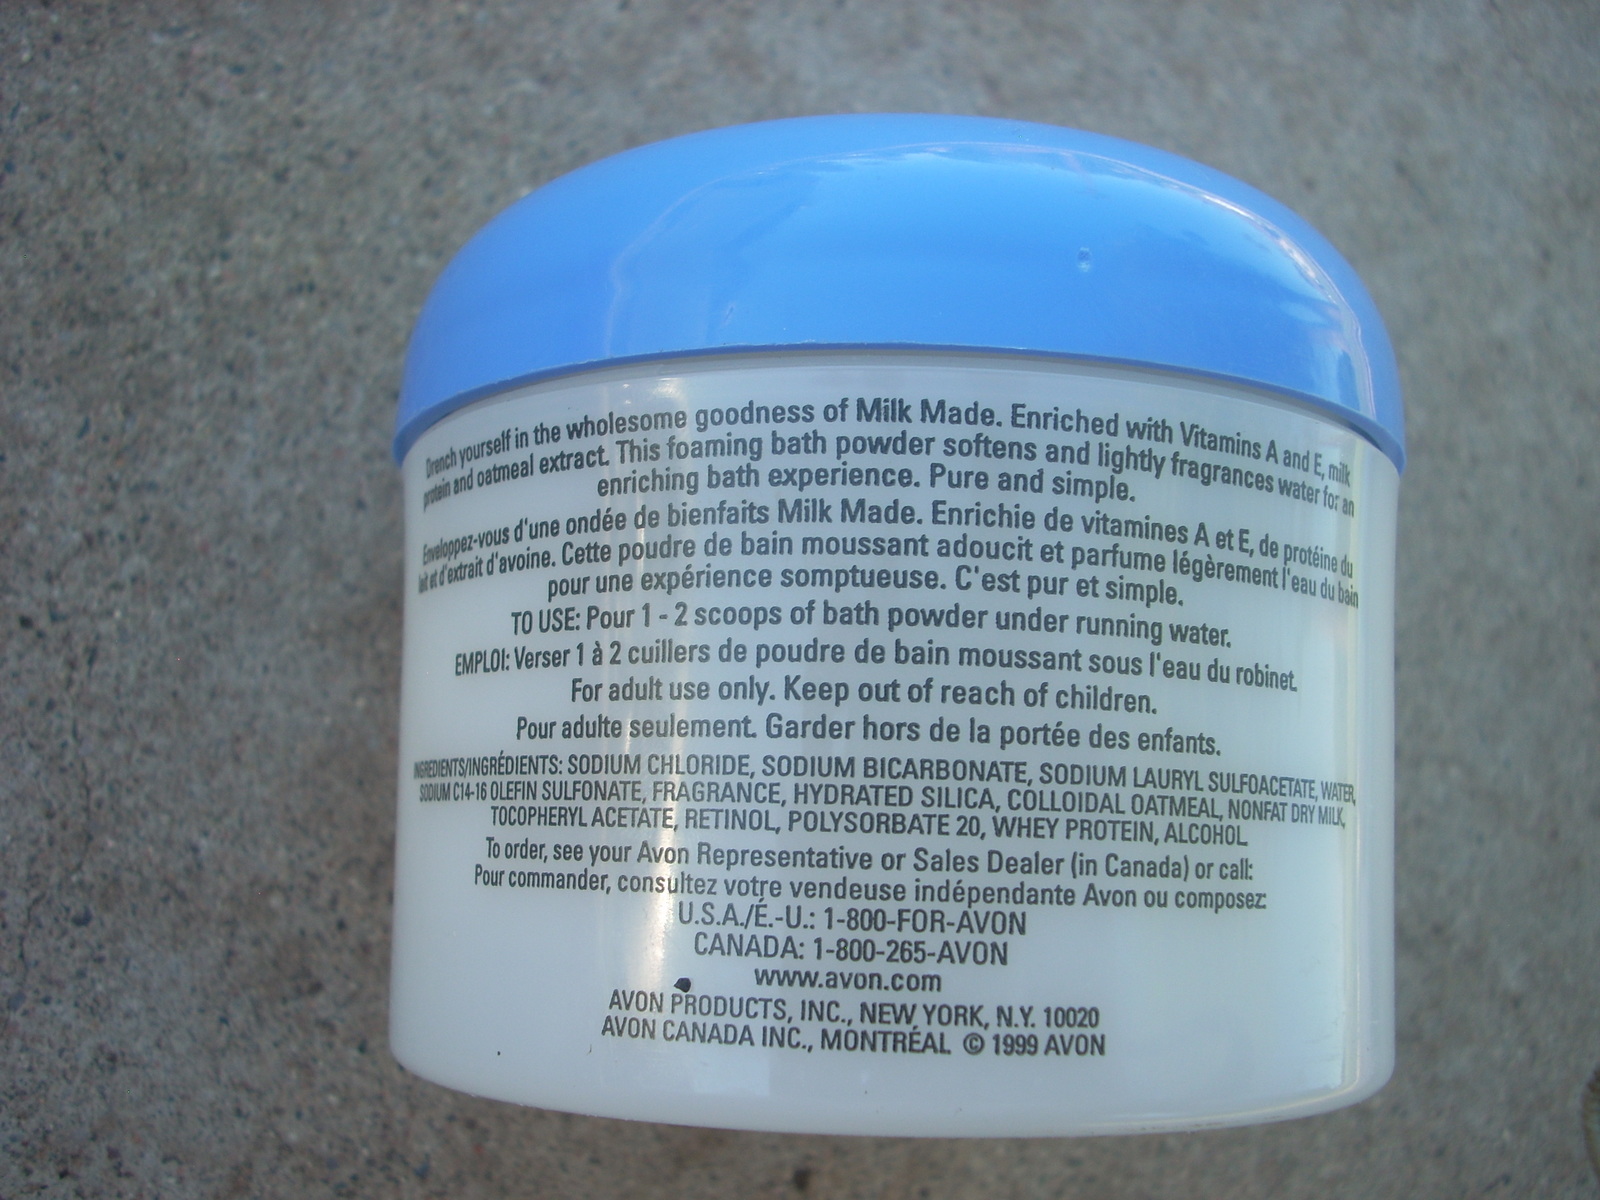 Drench yourself in the wholesome goodness of Milk Made. Enriched with Vitamins A and E, milk
protein and oatmeal extract. This foaming bath powder softens and lightly fragrances water for an
enriching bath experience. Pure and simple.
Enveloppez-vous d'une ondée de bienfaits Milk Made. Enrichie de vitamines A et E, de protéine du
lait et d'extrait d'avoine. Cette poudre de bain moussant adoucit et parfume légèrement l'eau du bain
pour une expérience somptueuse. C'est pur et simple.
TO USE: Pour 1 - 2 scoops of bath powder under running water.
EMPLOI: Verser 1 à 2 cuillers de poudre de bain moussant sous l'eau du robinet.
For adult use only. Keep out of reach of children.
Pour adulte seulement. Garder hors de la portée des enfants.
INGREDIENTS/INGRÉDIENTS: SODIUM CHLORIDE, SODIUM BICARBONATE, SODIUM LAURYL SULFOACETATE, WATER,
SODIUM C14-16 OLEFIN SULFONATE, FRAGRANCE, HYDRATED SILICA, COLLOIDAL OATMEAL, NONFAT DRY MILK,
TOCOPHERYL ACETATE, RETINOL, POLYSORBATE 20, WHEY PROTEIN, ALCOHOL
To order, see your Avon Representative or Sales Dealer (in Canada) or call:
Pour commander, consultez votre vendeuse indépendante Avon ou composez:
U.S.A./É.-U.: 1-800-FOR-AVON
CANADA: 1-800-265-AVON
www.avon.com
AVON PRODUCTS, INC., NEW YORK, N.Y. 10020
AVON CANADA INC., MONTRÉAL © 1999 AVON